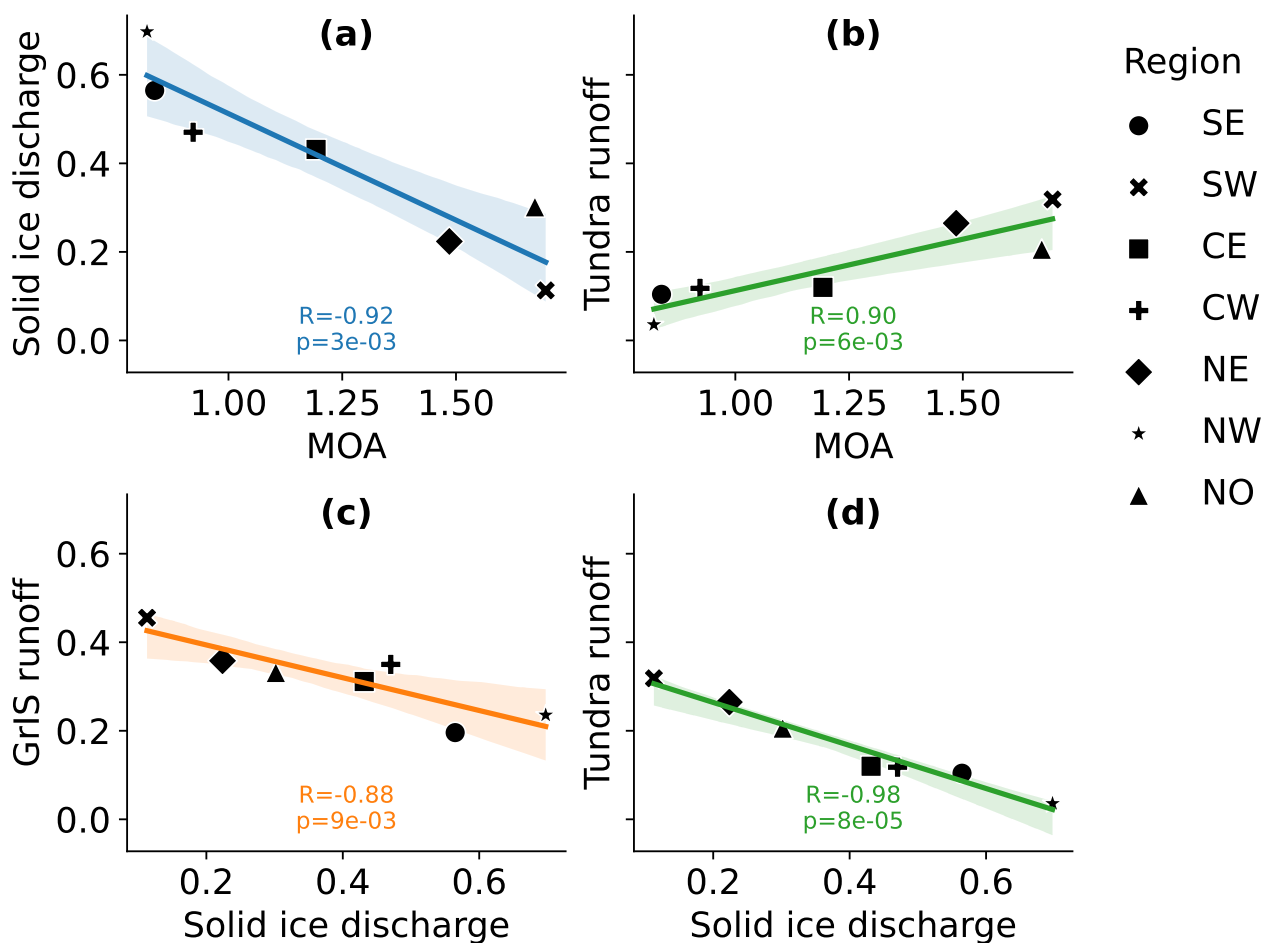 (a)
Solid ice discharge
0.6
0.4
0.2
0.0
R=-0.92
p=3e-03
1.00 1.25 1.50
MOA
(b)
Tundra runoff
R=0.90
p=6e-03
1.00 1.25 1.50
MOA
Region
SE
SW
CE
CW
NE
NW
NO
(c)
GrIS runoff
0.6
0.4
0.2
0.0
R=-0.88
p=9e-03
0.2 0.4 0.6
Solid ice discharge
(d)
Tundra runoff
R=-0.98
p=8e-05
0.2 0.4 0.6
Solid ice discharge